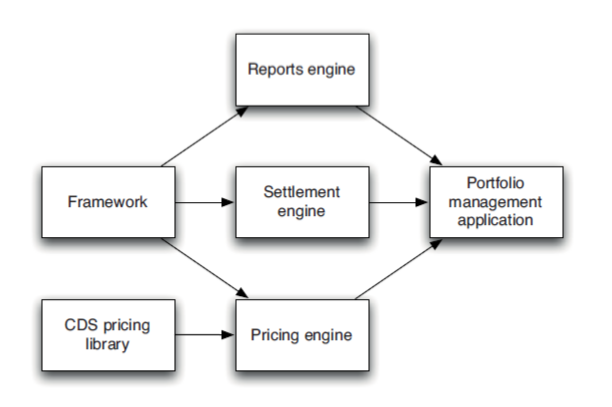 Reports engine
Framework
Settlement
engine
Portfolio
management
application
CDS pricing
library
Pricing engine